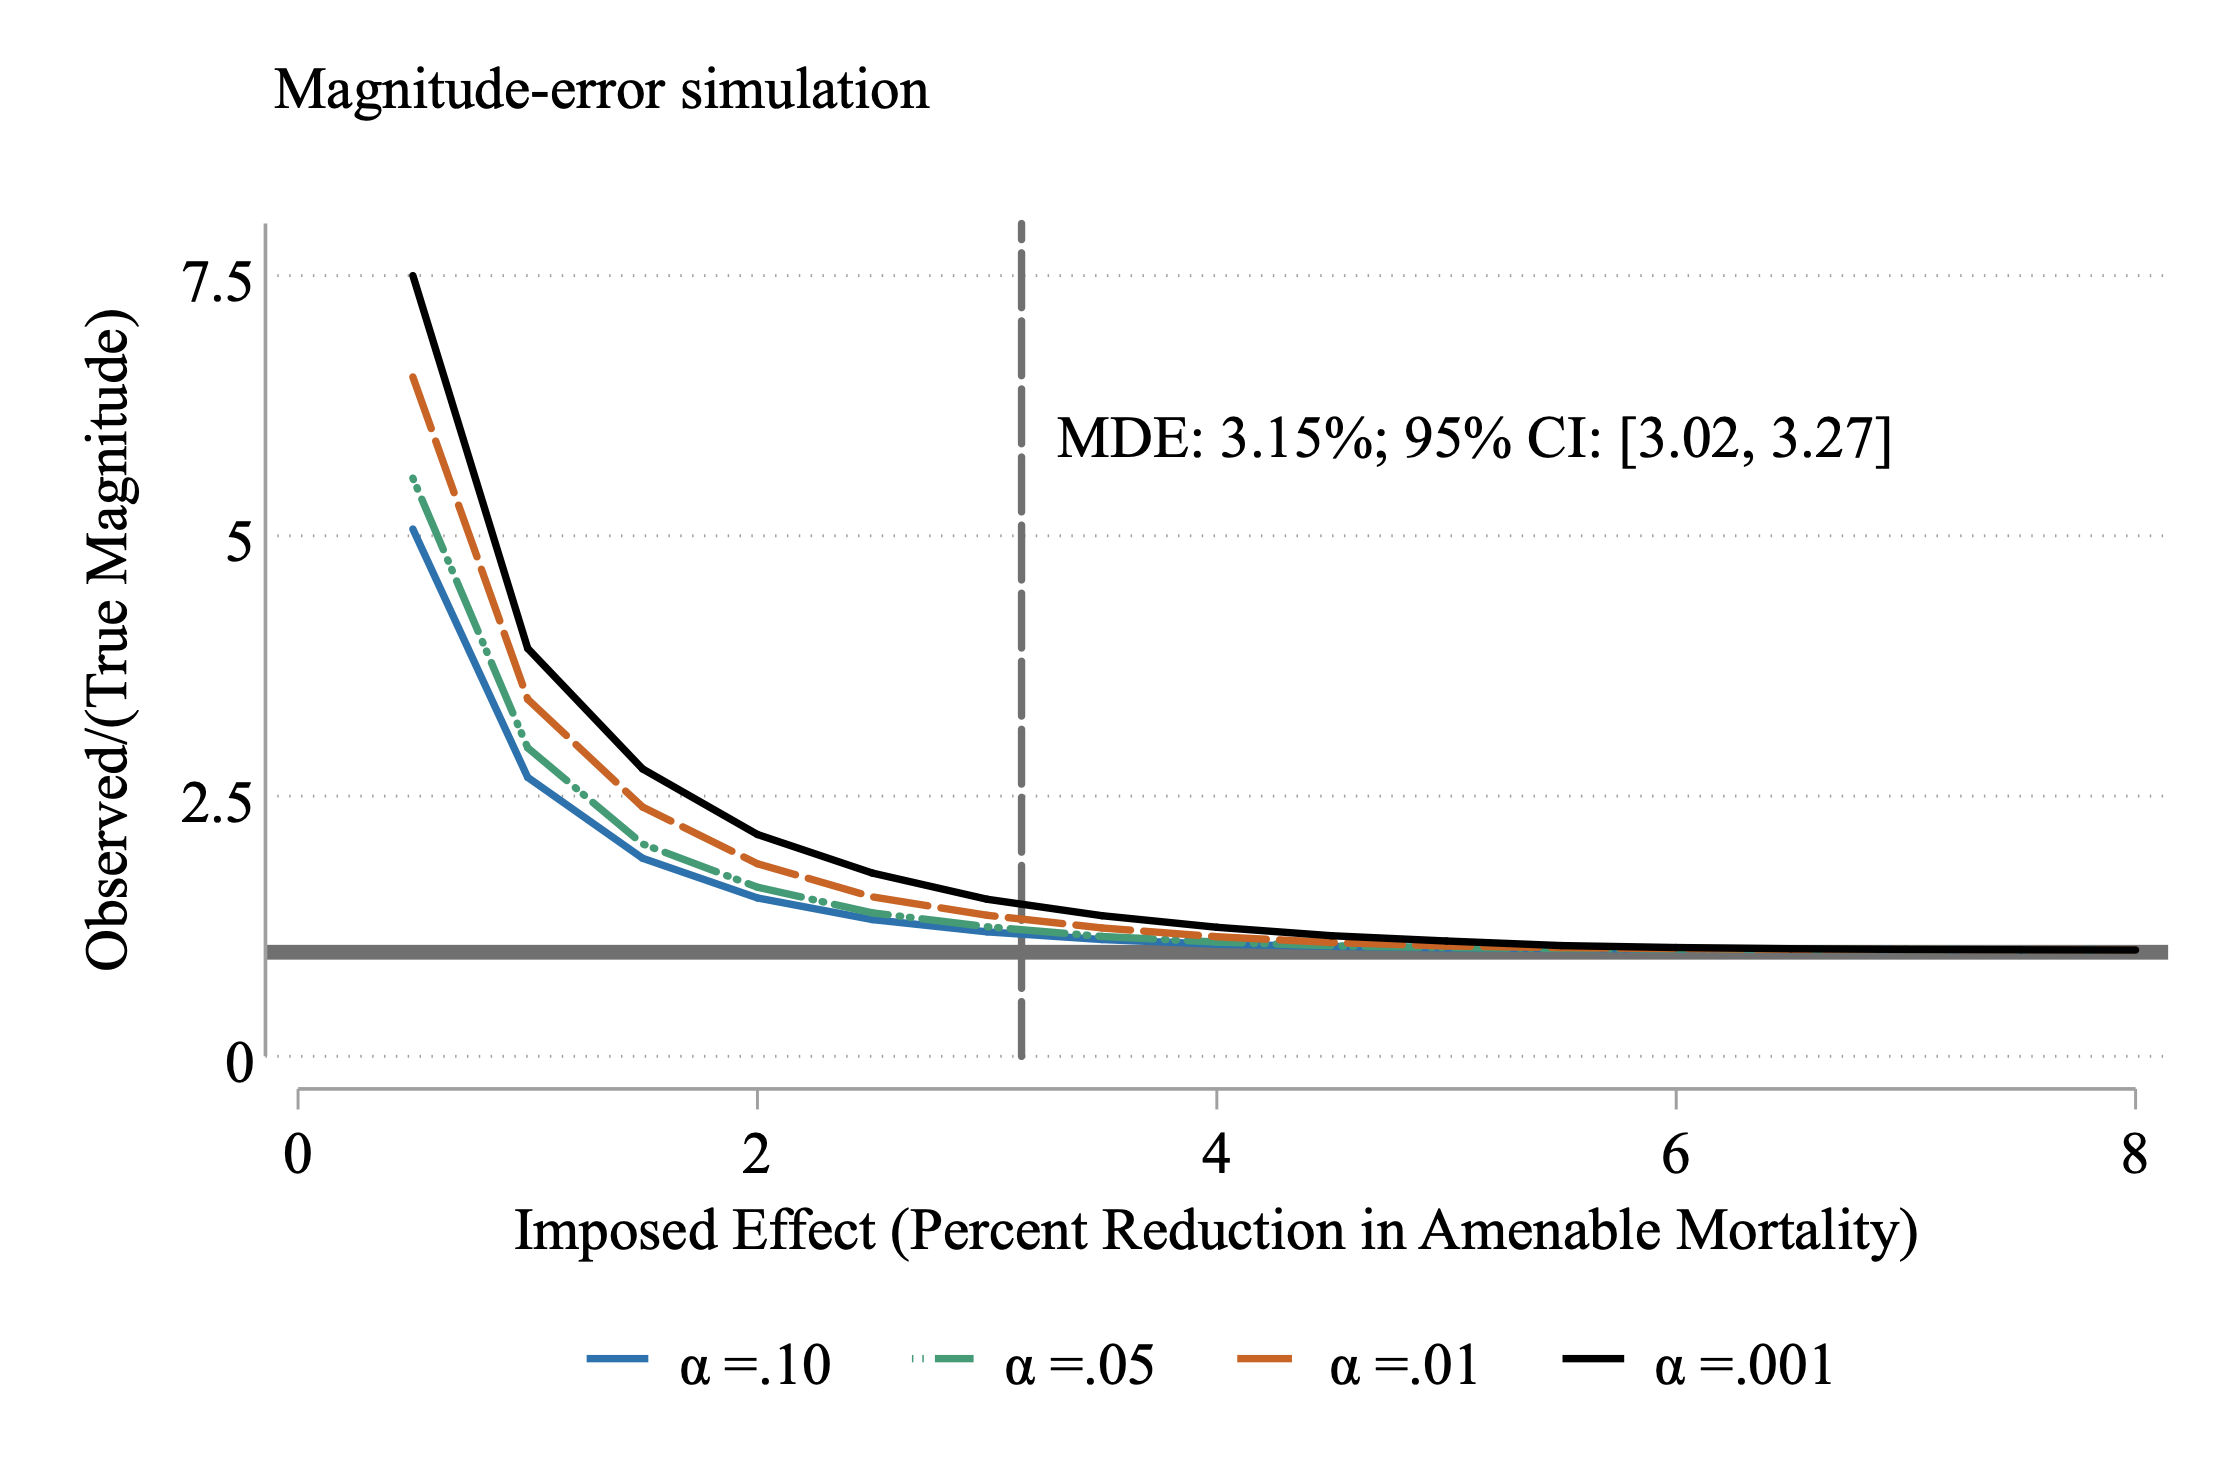 Magnitude-error simulation
Observed/(True Magnitude)
7.5
5
2.5
0
MDE: 3.15%; 95% CI: [3.02, 3.27]
0 2 4 6 8
Imposed Effect (Percent Reduction in Amenable Mortality)
α =.10 α =.05 α =.01 α =.001